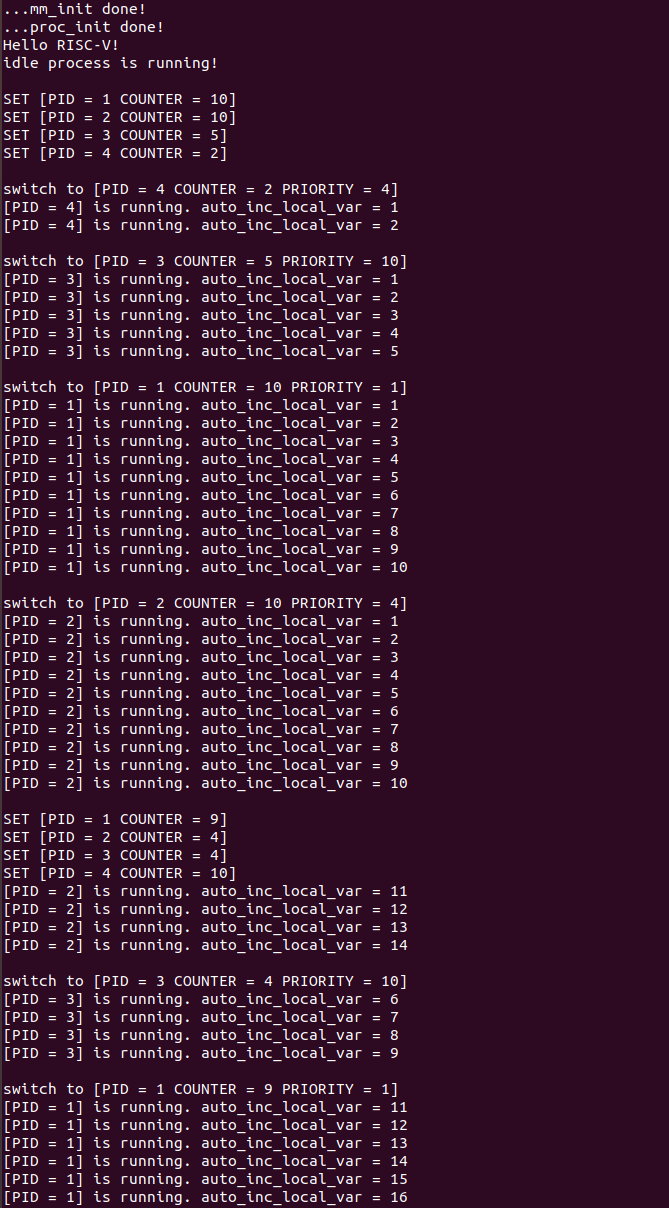 ...mm_init done!
...proc_init done!
Hello RISC-V!
idle process is running!
SET [PID = 1 COUNTER = 10]
SET [PID = 2 COUNTER = 10]
SET [PID = 3 COUNTER = 5]
SET [PID = 4 COUNTER = 2]
switch to [PID = 4 COUNTER = 2 PRIORITY = 4]
[PID = 4] is running. auto_inc_local_var = 1
[PID = 4] is running. auto_inc_local_var = 2
switch to [PID = 3 COUNTER = 5 PRIORITY = 10]
[PID = 3] is running. auto_inc_local_var = 1
[PID = 3] is running. auto_inc_local_var = 2
[PID = 3] is running. auto_inc_local_var = 3
[PID = 3] is running. auto_inc_local_var = 4
[PID = 3] is running. auto_inc_local_var = 5
switch to [PID = 1 COUNTER = 10 PRIORITY = 1]
[PID = 1] is running. auto_inc_local_var = 1
[PID = 1] is running. auto_inc_local_var = 2
[PID = 1] is running. auto_inc_local_var = 3
[PID = 1] is running. auto_inc_local_var = 4
[PID = 1] is running. auto_inc_local_var = 5
[PID = 1] is running. auto_inc_local_var = 6
[PID = 1] is running. auto_inc_local_var = 7
[PID = 1] is running. auto_inc_local_var = 8
[PID = 1] is running. auto_inc_local_var = 9
[PID = 1] is running. auto_inc_local_var = 10
switch to [PID = 2 COUNTER = 10 PRIORITY = 4]
[PID = 2] is running. auto_inc_local_var = 1
[PID = 2] is running. auto_inc_local_var = 2
[PID = 2] is running. auto_inc_local_var = 3
[PID = 2] is running. auto_inc_local_var = 4
[PID = 2] is running. auto_inc_local_var = 5
[PID = 2] is running. auto_inc_local_var = 6
[PID = 2] is running. auto_inc_local_var = 7
[PID = 2] is running. auto_inc_local_var = 8
[PID = 2] is running. auto_inc_local_var = 9
[PID = 2] is running. auto_inc_local_var = 10
SET [PID = 1 COUNTER = 9]
SET [PID = 2 COUNTER = 4]
SET [PID = 3 COUNTER = 4]
SET [PID = 4 COUNTER = 10]
[PID = 2] is running. auto_inc_local_var = 11
[PID = 2] is running. auto_inc_local_var = 12
[PID = 2] is running. auto_inc_local_var = 13
[PID = 2] is running. auto_inc_local_var = 14
switch to [PID = 3 COUNTER = 4 PRIORITY = 10]
[PID = 3] is running. auto_inc_local_var = 6
[PID = 3] is running. auto_inc_local_var = 7
[PID = 3] is running. auto_inc_local_var = 8
[PID = 3] is running. auto_inc_local_var = 9
switch to [PID = 1 COUNTER = 9 PRIORITY = 1]
[PID = 1] is running. auto_inc_local_var = 11
[PID = 1] is running. auto_inc_local_var = 12
[PID = 1] is running. auto_inc_local_var = 13
[PID = 1] is running. auto_inc_local_var = 14
[PID = 1] is running. auto_inc_local_var = 15
[PID = 1] is running. auto_inc_local_var = 16